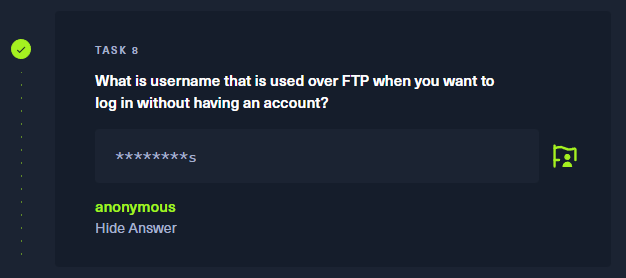 TASK 8
What is username that is used over FTP when you want to
log in without having an account?
********s
anonymous
Hide Answer